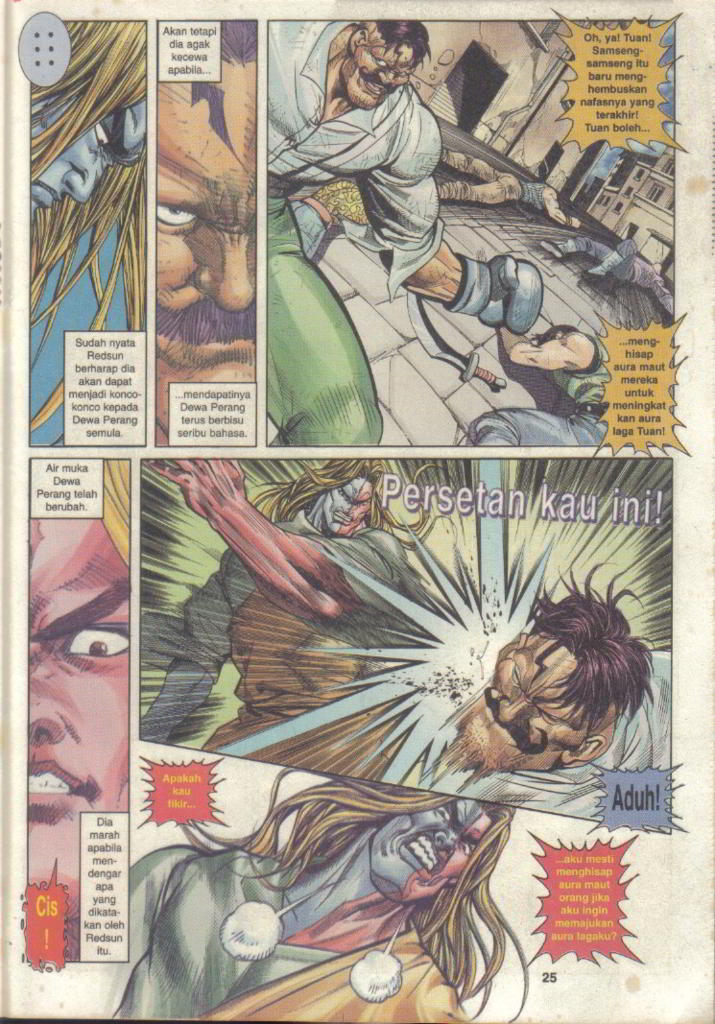 Sudah nyata
Redsun
berharap dia
akan dapat
menjadi konco-
konco kepada
Dewa Perang
semula.
Akan tetapi
dia agak
kecewa
apabila...
...mendapatinya
Dewa Perang
terus berbisu
seribu bahasa.
Oh, ya! Tuan!
Samseng-
samseng itu
baru meng-
hembuskan
nafasnya yang
terakhir!
Tuan boleh...
...meng-
hisap
aura maut
mereka
untuk
meningkat
kan aura
laga Tuan!
Air muka
Dewa
Perang telah
berubah.
Dia
marah
apabila
men-
dengar
apa
yang
dikata-
kan oleh
Redsun
itu.
Cis
!
Persetan kau ini!
Aduh!
Apakah
kau
fikir...
...aku mesti
menghisap
aura maut
orang jika
aku ingin
memajukan
aura lagaku?
25